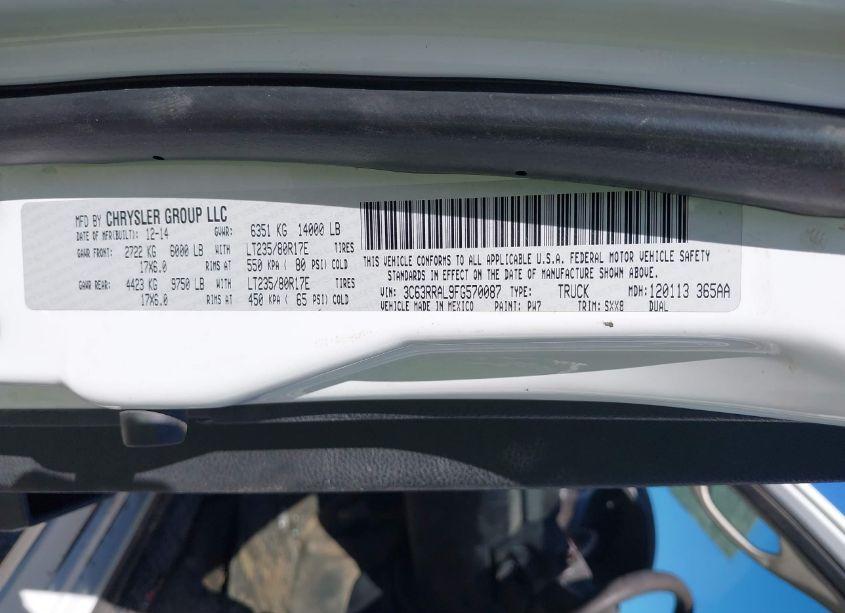 MFD BY CHRYSLER GROUP LLC
DATE OF MFR(BUILT): 12-14 GVWR: 6351 KG 14000 LB
GAWR FRONT: 2722 KG 6000 LB WITH LT235/80R17E TIRES
17X6.0 RIMS AT 550 KPA ( 80 PSI) COLD
GAWR REAR: 4423 KG 9750 LB WITH LT235/80R17E TIRES
17X6.0 RIMS AT 450 KPA ( 65 PSI) COLD
THIS VEHICLE CONFORMS TO ALL APPLICABLE U.S.A. FEDERAL MOTOR VEHICLE SAFETY
STANDARDS IN EFFECT ON THE DATE OF MANUFACTURE SHOWN ABOVE.
VIN: 3C63RRAL9FG570087 TYPE: TRUCK MDH: 120113 365AA
VEHICLE MADE IN MEXICO PAINT: PW7 TRIM: SXX8 DUAL